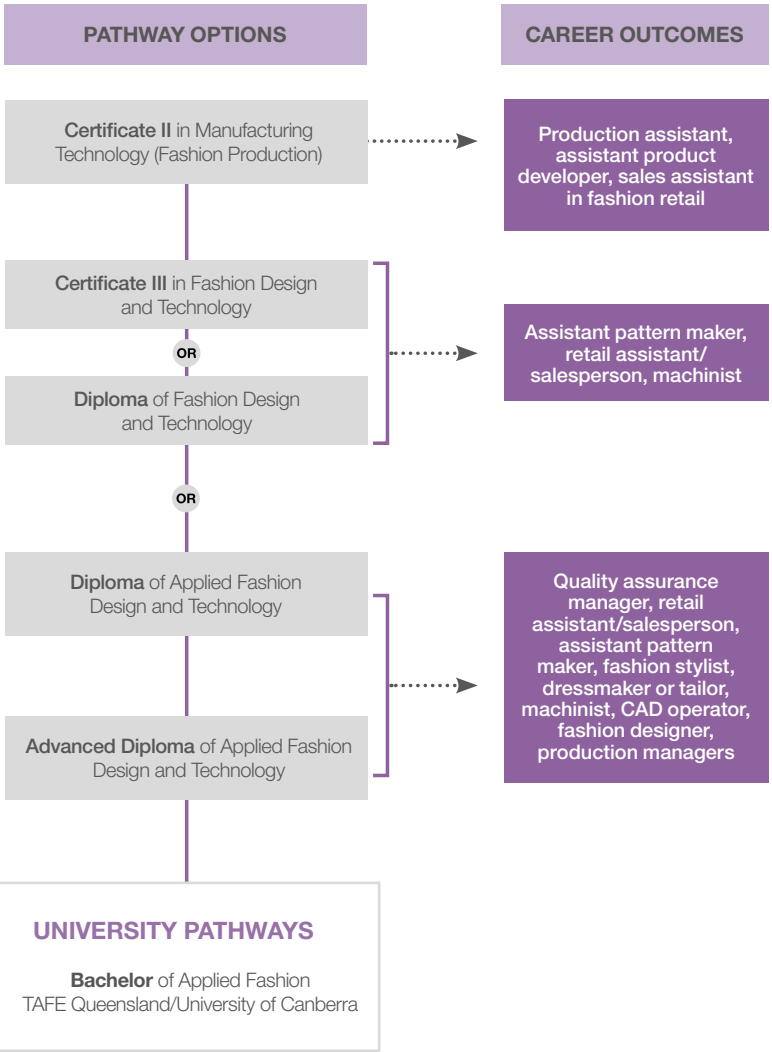 PATHWAY OPTIONS
CAREER OUTCOMES
Certificate II in Manufacturing
Technology (Fashion Production)
Production assistant,
assistant product
developer, sales assistant
in fashion retail
Certificate III in Fashion Design
and Technology
OR
Diploma of Fashion Design
and Technology
Assistant pattern maker,
retail assistant/
salesperson, machinist
OR
Diploma of Applied Fashion
Design and Technology
Advanced Diploma of Applied Fashion
Design and Technology
Quality assurance
manager, retail
assistant/salesperson,
assistant pattern
maker, fashion stylist,
dressmaker or tailor,
machinist, CAD operator,
fashion designer,
production managers
UNIVERSITY PATHWAYS
Bachelor of Applied Fashion
TAFE Queensland/University of Canberra